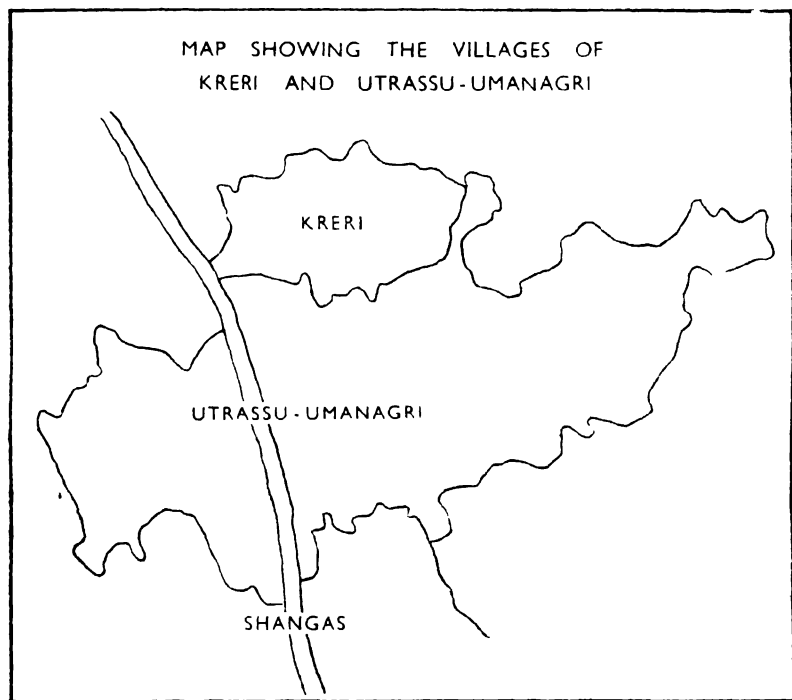 MAP SHOWING THE VILLAGES OF
KRERI AND UTRASSU-UMANAGRI
KRERI
UTRASSU-UMANAGRI
SHANGAS